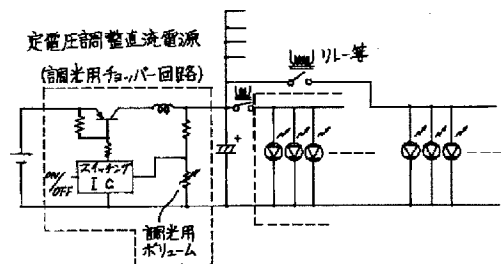 定電圧調整直流電源
(調光用チョッパー回路)
リレー等
+
スイッチング
IC
ON/OFF
調光用
ボリューム